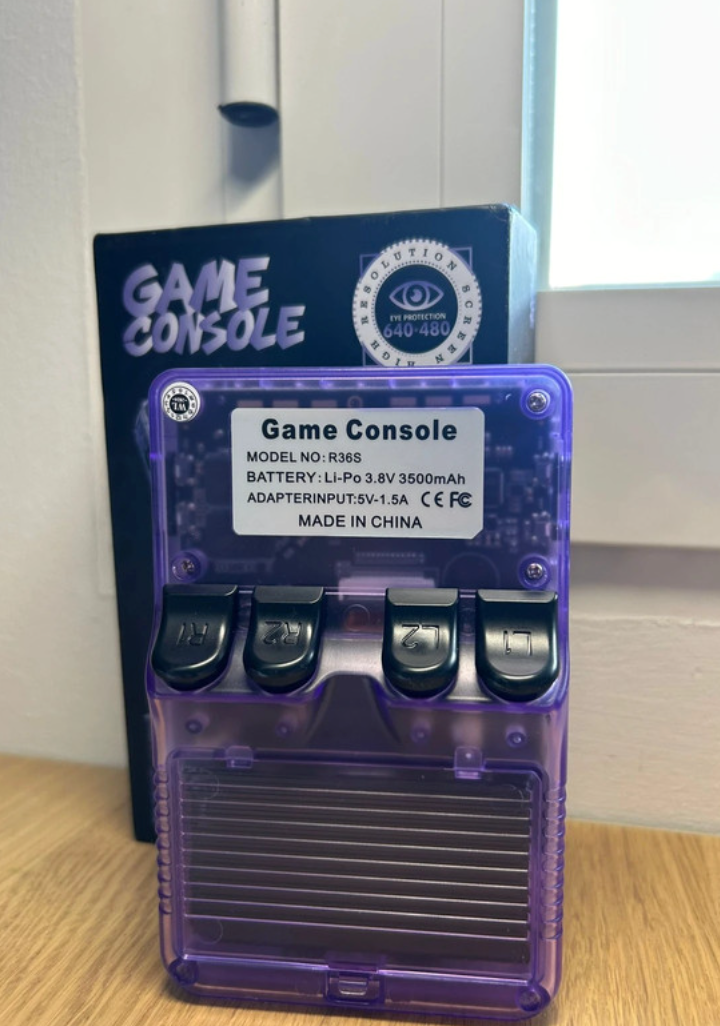 GAME
CONSOLE
HIGH RESOLUTION SCREEN
EYE PROTECTION
640·480
Game Console
MODEL NO: R36S
BATTERY: Li-Po 3.8V 3500mAh
ADAPTERINPUT:5V-1.5A CE FC
MADE IN CHINA
R1 R2 L2 L1